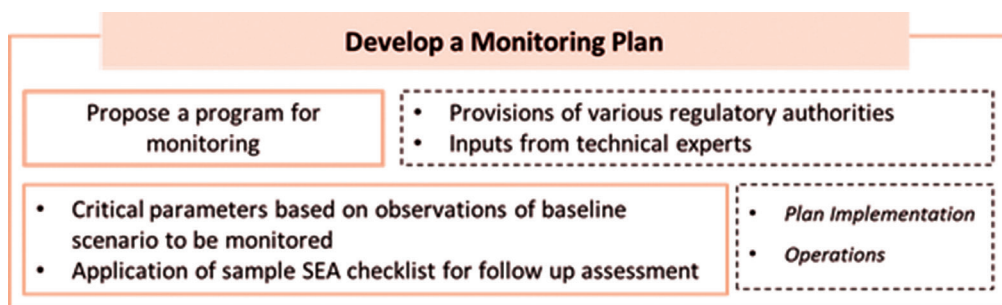 Develop a Monitoring Plan
Propose a program for
monitoring
• Provisions of various regulatory authorities
• Inputs from technical experts
• Critical parameters based on observations of baseline
scenario to be monitored
• Application of sample SEA checklist for follow up assessment
• Plan Implementation
• Operations